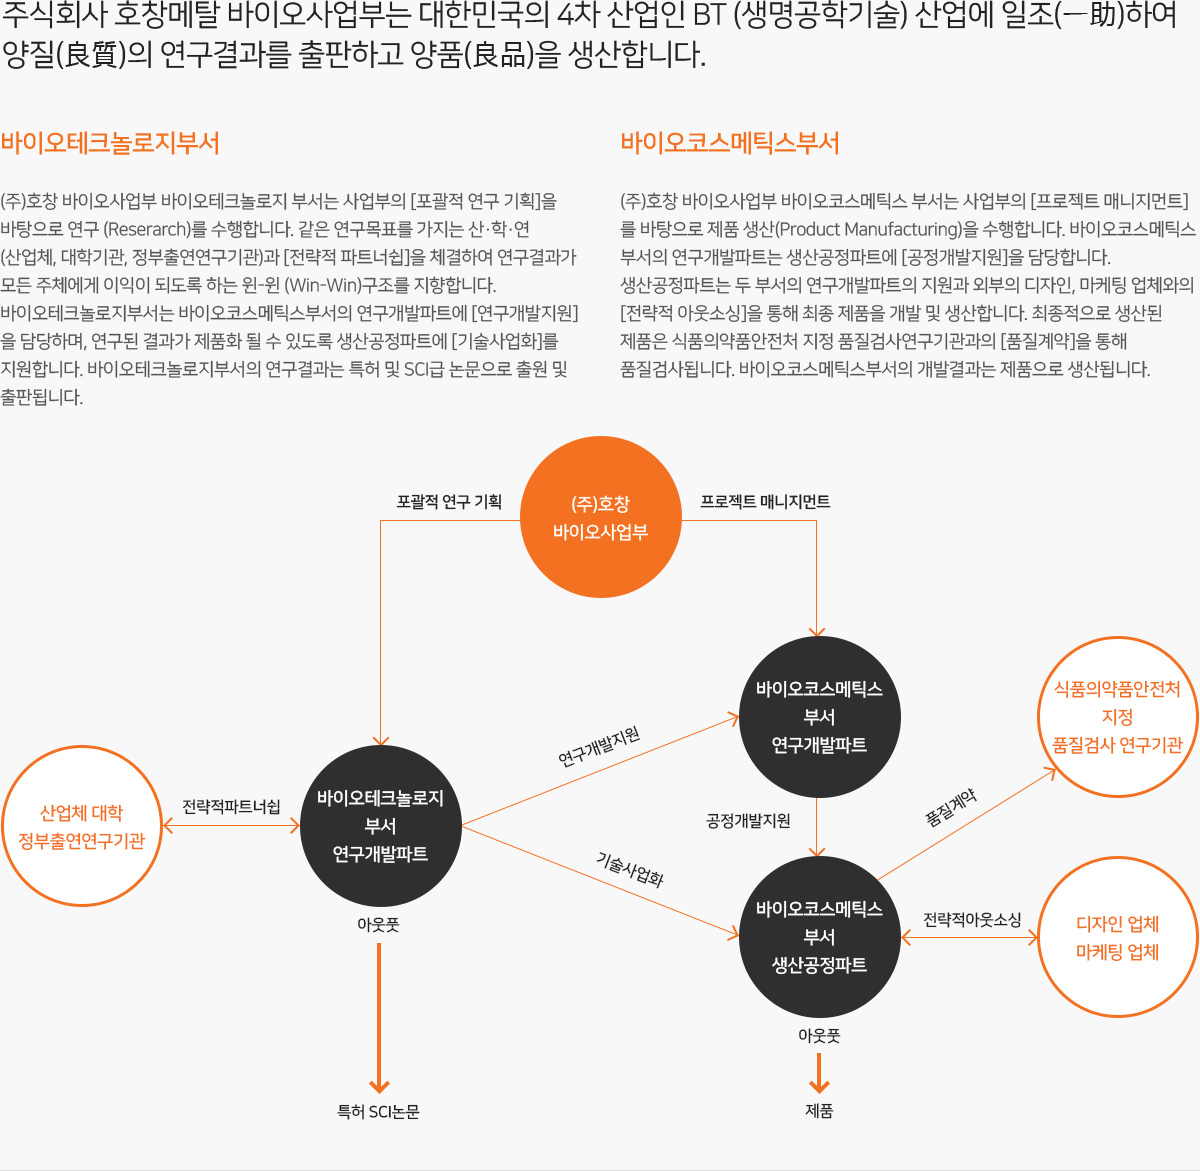 주식회사 호창메탈 바이오사업부는 대한민국의 4차 산업인 BT (생명공학기술) 산업에 일조(一助)하여
양질(良質)의 연구결과를 출판하고 양품(良品)을 생산합니다.
바이오테크놀로지부서
(주)호창 바이오사업부 바이오테크놀로지 부서는 사업부의 [포괄적 연구 기획]을
바탕으로 연구 (Reserarch)를 수행합니다. 같은 연구목표를 가지는 산·학·연
(산업체, 대학기관, 정부출연연구기관)과 [전략적 파트너쉽]을 체결하여 연구결과가
모든 주체에게 이익이 되도록 하는 윈-윈 (Win-Win)구조를 지향합니다.
바이오테크놀로지부서는 바이오코스메틱스부서의 연구개발파트에 [연구개발지원]
을 담당하며, 연구된 결과가 제품화 될 수 있도록 생산공정파트에 [기술사업화]를
지원합니다. 바이오테크놀로지부서의 연구결과는 특허 및 SCI급 논문으로 출원 및
출판됩니다.
바이오코스메틱스부서
(주)호창 바이오사업부 바이오코스메틱스 부서는 사업부의 [프로젝트 매니지먼트]
를 바탕으로 제품 생산(Product Manufacturing)을 수행합니다. 바이오코스메틱스
부서의 연구개발파트는 생산공정파트에 [공정개발지원]을 담당합니다.
생산공정파트는 두 부서의 연구개발파트의 지원과 외부의 디자인, 마케팅 업체와의
[전략적 아웃소싱]을 통해 최종 제품을 개발 및 생산합니다. 최종적으로 생산된
제품은 식품의약품안전처 지정 품질검사연구기관과의 [품질계약]을 통해
품질검사됩니다. 바이오코스메틱스부서의 개발결과는 제품으로 생산됩니다.
포괄적 연구 기획
(주)호창
바이오사업부
프로젝트 매니지먼트
바이오코스메틱스
부서
연구개발파트
식품의약품안전처
지정
품질검사 연구기관
연구개발지원
산업체 대학
정부출연연구기관
전략적파트너쉽
바이오테크놀로지
부서
연구개발파트
공정개발지원
품질계약
기술사업화
바이오코스메틱스
부서
생산공정파트
전략적아웃소싱
디자인 업체
마케팅 업체
아웃풋
아웃풋
특허 SCI논문
제품